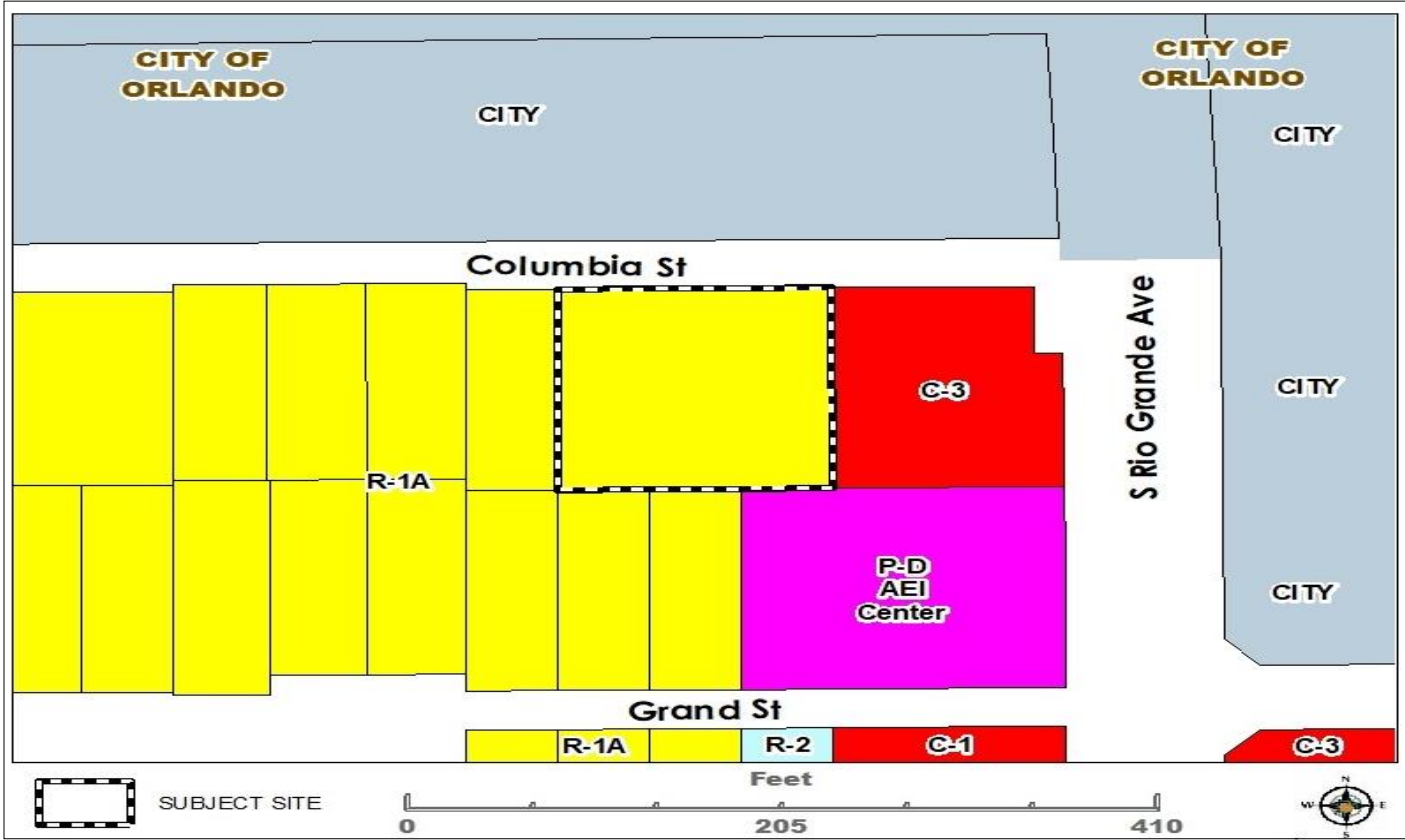 CITY OF
ORLANDO
CITY
CITY OF
ORLANDO
CITY
Columbia St
S Rio Grande Ave
C-3
CITY
R-1A
P-D
AEI
Center
CITY
Grand St
R-1A
R-2
C-1
C-3
SUBJECT SITE
Feet
0
205
410
N
W
E
S